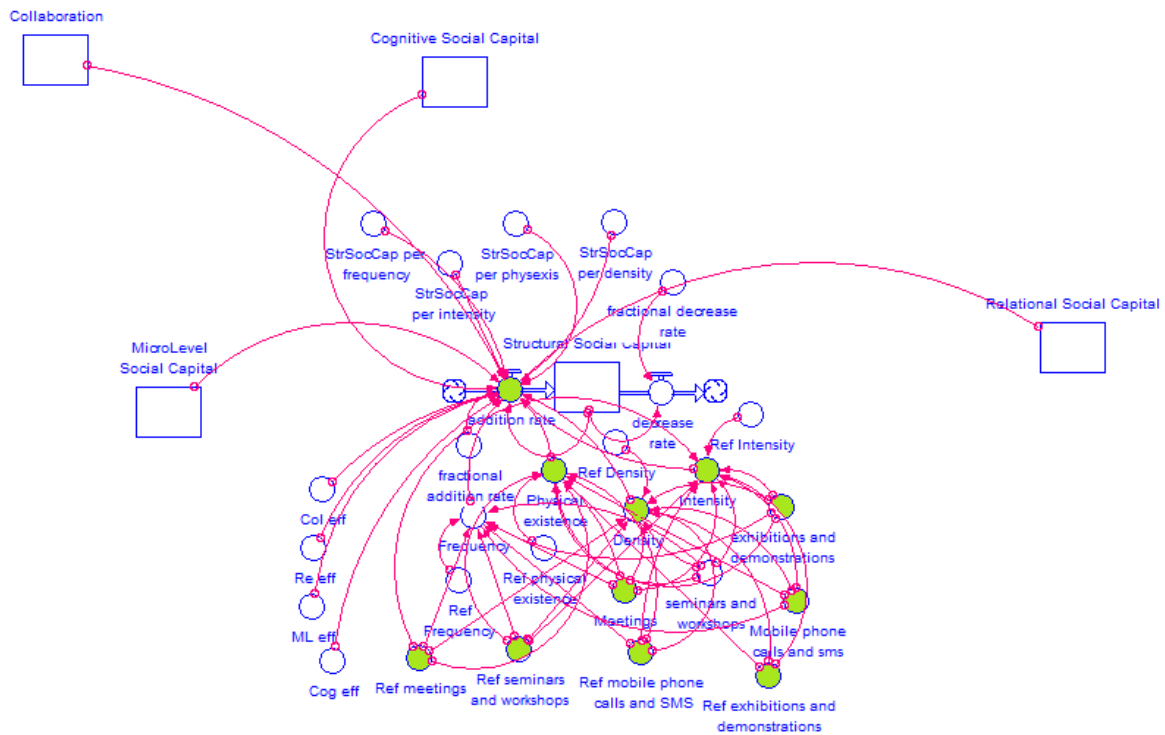 Collaboration
Cognitive Social Capital
StrSocCap per
frequency
StrSocCap
per physexis
StrSocCap
per density
StrSocCap
per intensity
fractional decrease
rate
Relational Social Capital
MicroLevel
Social Capital
Structural Social Capital
addition rate
decrease
rate
Ref Intensity
fractional
addition rate
Ref Density
Physical
existence
Intensity
Col eff
Frequency
Density
exhibitions and
demonstrations
Re eff
Ref physical
existence
Ref
Frequency
Meetings
seminars and
workshops
ML eff
Mobile phone
calls and sms
Cog eff
Ref meetings
Ref seminars
and workshops
Ref mobile phone
calls and SMS
Ref exhibitions and
demonstrations